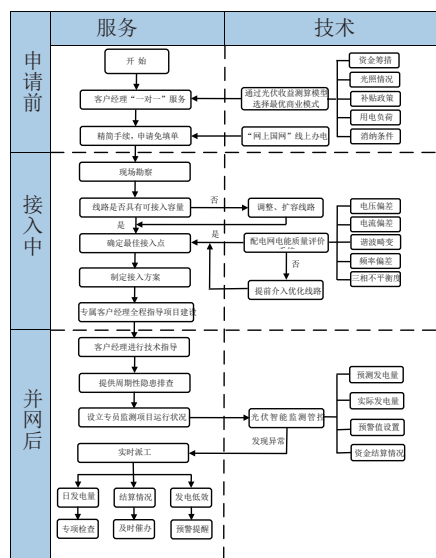 服务
技术
申请前
开 始
客户经理“一对一”服务
精简手续，申请免填单
通过光伏收益测算模型
选择最优商业模式
“网上国网”线上办电
资金筹措
光照情况
补贴政策
用电负荷
消纳条件
接入中
现场勘察
线路是否具有可接入容量
否
调整、扩容线路
是
是
确定最佳接入点
配电网电能质量评价
否
制定接入方案
提前介入优化线路
专属客户经理全程指导项目建设
电压偏差
电流偏差
谐波畸变
频率偏差
三相不平衡度
并网后
客户经理进行技术指导
提供周期性隐患排查
设立专员监测项目运行状况
光伏智能监测管控
发现异常
预测发电量
实际发电量
预警值设置
资金结算情况
实时派工
日发电量
结算情况
发电低效
专项检查
及时催办
预警提醒